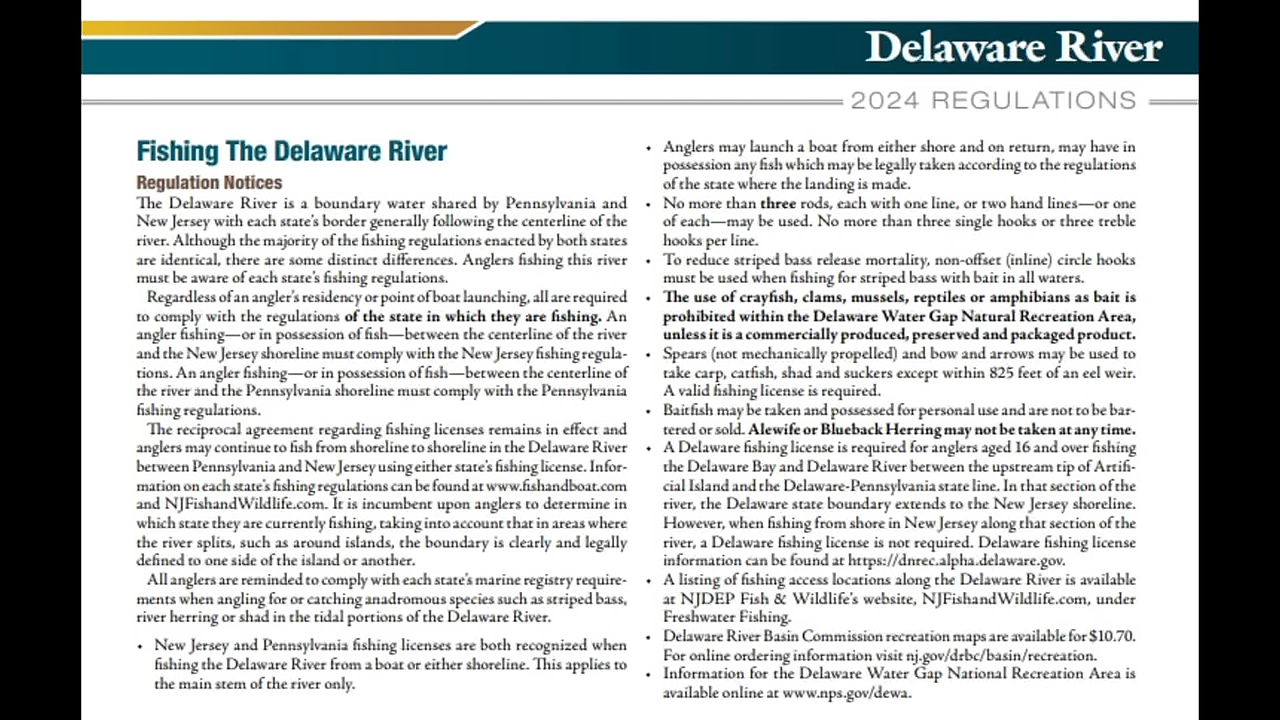 Delaware River
2024 REGULATIONS
Fishing The Delaware River
Regulation Notices
The Delaware River is a boundary water shared by Pennsylvania and
New Jersey with each state's border generally following the centerline of the
river. Although the majority of the fishing regulations enacted by both states
are identical, there are some distinct differences. Anglers fishing this river
must be aware of each state's fishing regulations.
Regardless of an angler's residency or point of boat launching, all are required
to comply with the regulations of the state in which they are fishing. An
angler fishing—or in possession of fish—between the centerline of the river
and the New Jersey shoreline must comply with the New Jersey fishing regula-
tions. An angler fishing—or in possession of fish—between the centerline of
the river and the Pennsylvania shoreline must comply with the Pennsylvania
fishing regulations.
The reciprocal agreement regarding fishing licenses remains in effect and
anglers may continue to fish from shoreline to shoreline in the Delaware River
between Pennsylvania and New Jersey using either state's fishing license. Infor-
mation on each state's fishing regulations can be found at www.fishandboat.com
and NJFishandWildlife.com. It is incumbent upon anglers to determine in
which state they are currently fishing, taking into account that in areas where
the river splits, such as around islands, the boundary is clearly and legally
defined to one side of the island or another.
All anglers are reminded to comply with each state's marine registry require-
ments when angling for or catching anadromous species such as striped bass,
river herring or shad in the tidal portions of the Delaware River.
• New Jersey and Pennsylvania fishing licenses are both recognized when
fishing the Delaware River from a boat or either shoreline. This applies to
the main stem of the river only.
• Anglers may launch a boat from either shore and on return, may have in
possession any fish which may be legally taken according to the regulations
of the state where the landing is made.
• No more than three rods, each with one line, or two hand lines—or one
of each—may be used. No more than three single hooks or three treble
hooks per line.
• To reduce striped bass release mortality, non-offset (inline) circle hooks
must be used when fishing for striped bass with bait in all waters.
• The use of crayfish, clams, mussels, reptiles or amphibians as bait is
prohibited within the Delaware Water Gap Natural Recreation Area,
unless it is a commercially produced, preserved and packaged product.
• Spears (not mechanically propelled) and bow and arrows may be used to
take carp, catfish, shad and suckers except within 825 feet of an eel weir.
A valid fishing license is required.
• Baitfish may be taken and possessed for personal use and are not to be bar-
tered or sold. Alewife or Blueback Herring may not be taken at any time.
• A Delaware fishing license is required for anglers aged 16 and over fishing
the Delaware Bay and Delaware River between the upstream tip of Artifi-
cial Island and the Delaware-Pennsylvania state line. In that section of the
river, the Delaware state boundary extends to the New Jersey shoreline.
However, when fishing from shore in New Jersey along that section of the
river, a Delaware fishing license is not required. Delaware fishing license
information can be found at https://dnrec.alpha.delaware.gov.
• A listing of fishing access locations along the Delaware River is available
at NJDEP Fish & Wildlife's website, NJFishandWildlife.com, under
Freshwater Fishing.
• Delaware River Basin Commission recreation maps are available for $10.70.
For online ordering information visit nj.gov/drbc/basin/recreation.
• Information for the Delaware Water Gap National Recreation Area is
available online at www.nps.gov/dewa.